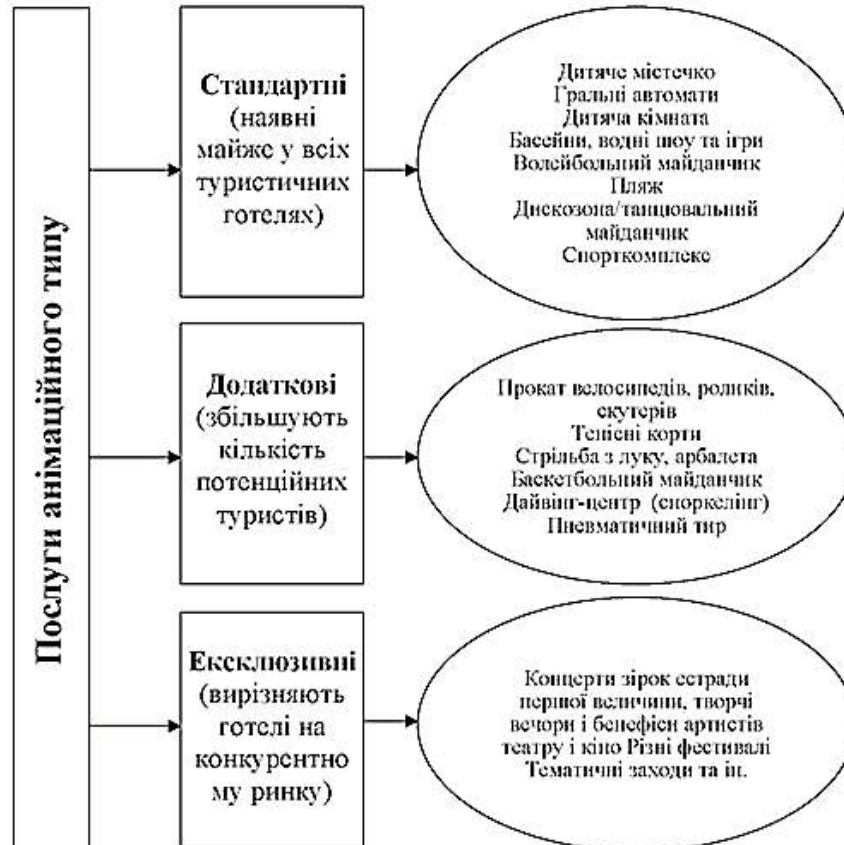 Послуги анімаційного типу
Стандартні
(наявні
майже у всіх
туристичних
готелях)
Дитяче містечко
Гральні автомати
Дитяча кімната
Басейни, водні шоу та ігри
Волейбольний майданчик
Пляж
Дискозона/танцювальний
майданчик
Спорткомплекс
Додаткові
(збільшують
кількість
потенційних
туристів)
Прокат велосипедів, роликів,
скутерів
Тенісні корти
Стрільба з луку, арбалета
Баскетбольний майданчик
Дайвінг-центр (споркелінг)
Пневматичний тир
Ексклюзивні
(вирізняють
готелі на
конкурентно
му ринку)
Концерти зірок естради
першої величини, творчі
вечори і бенефіси артистів
театру і кіно Різні фестивалі
Тематичні заходи та ін.